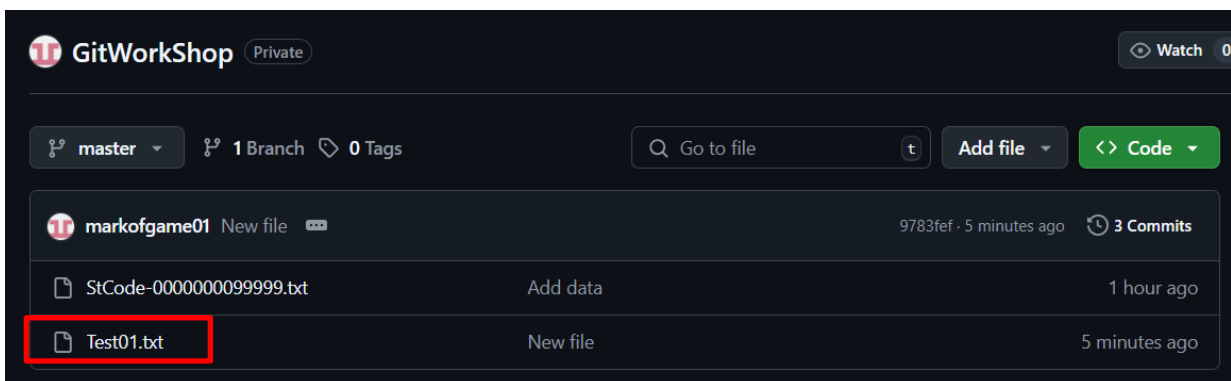 GitWorkShop Private Watch 0
master 1 Branch 0 Tags Go to file t Add file Code
markofgame01 New file 9783fef · 5 minutes ago 3 Commits
StCode-0000000099999.txt Add data 1 hour ago
Test01.txt New file 5 minutes ago